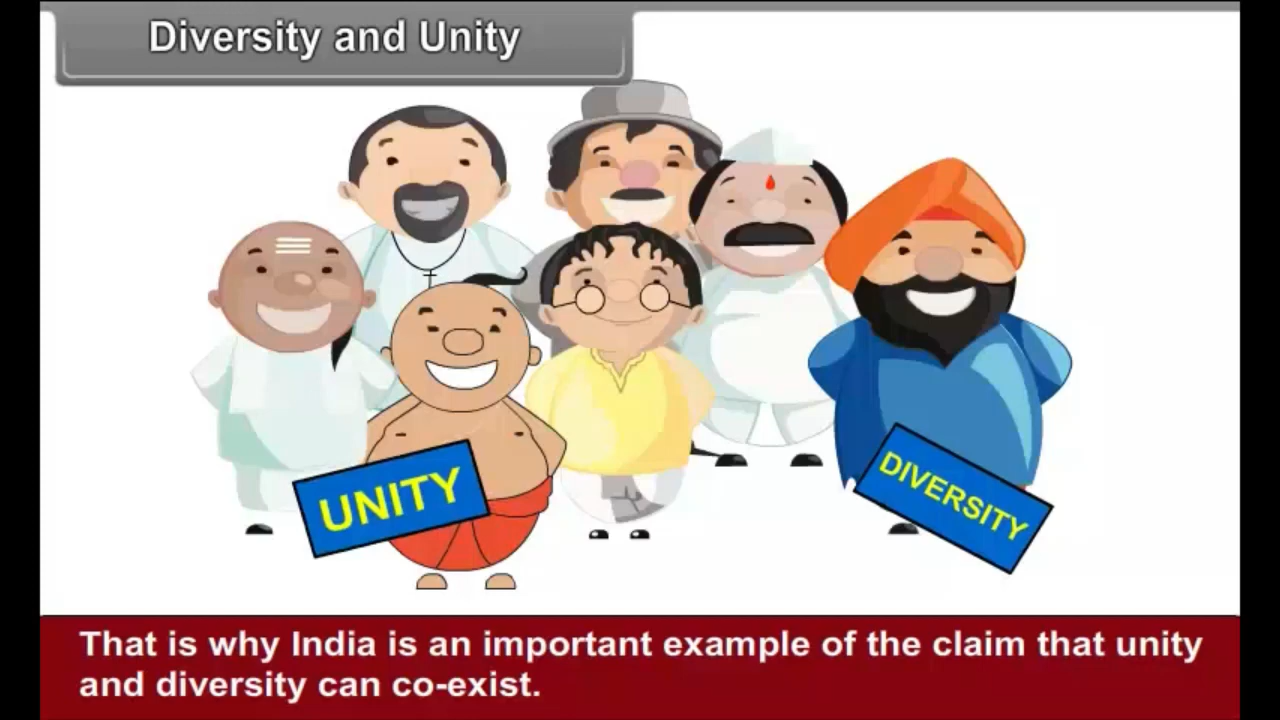 Diversity and Unity
UNITY
DIVERSITY
That is why India is an important example of the claim that unity
and diversity can co-exist.